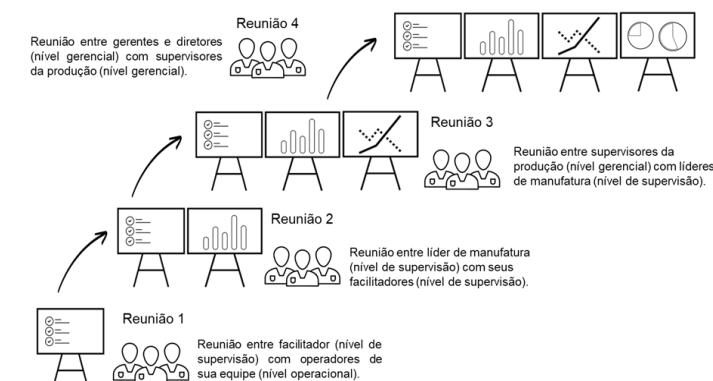 Reunião 4
Reunião entre gerentes e diretores
(nível gerencial) com supervisores
da produção (nível gerencial).
Reunião 3
Reunião entre supervisores da
produção (nível gerencial) com líderes
de manufatura (nível de supervisão).
Reunião 2
Reunião entre líder de manufatura
(nível de supervisão) com seus
facilitadores (nível de supervisão).
Reunião 1
Reunião entre facilitador (nível de
supervisão) com operadores de
sua equipe (nível operacional).